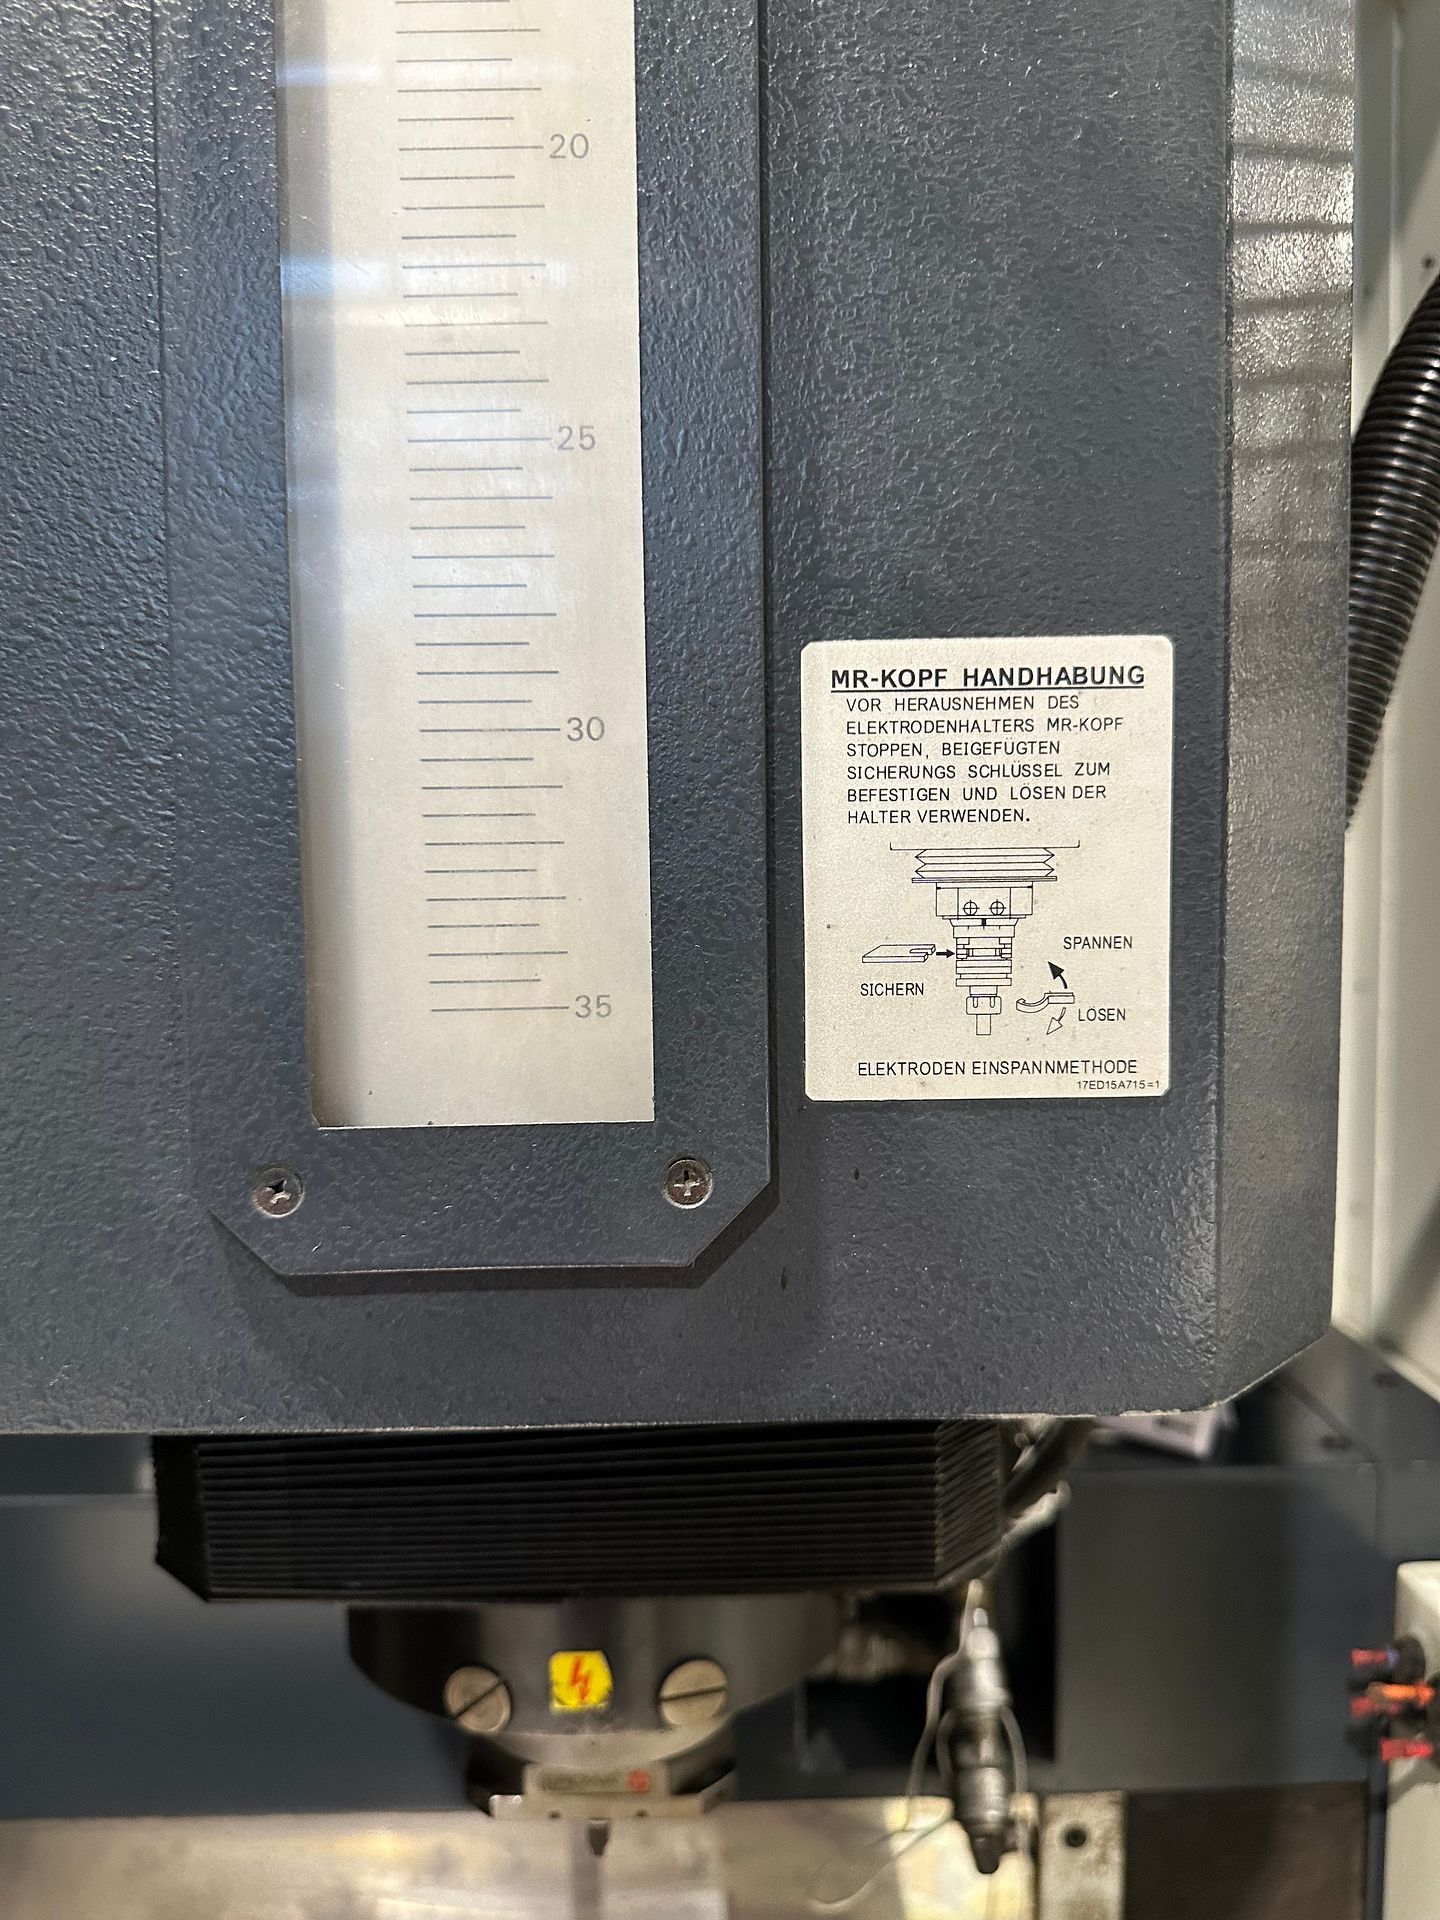 20
25
30
35
MR-KOPF HANDHABUNG
VOR HERAUSNEHMEN DES
ELEKTRODENHALTERS MR-KOPF
STOPPEN, BEIGEFÜGTEN
SICHERUNGS SCHLÜSSEL ZUM
BEFESTIGEN UND LÖSEN DER
HALTER VERWENDEN.
SPANNEN
SICHERN
LÖSEN
ELEKTRODEN EINSPANNMETHODE
17ED15A715=1